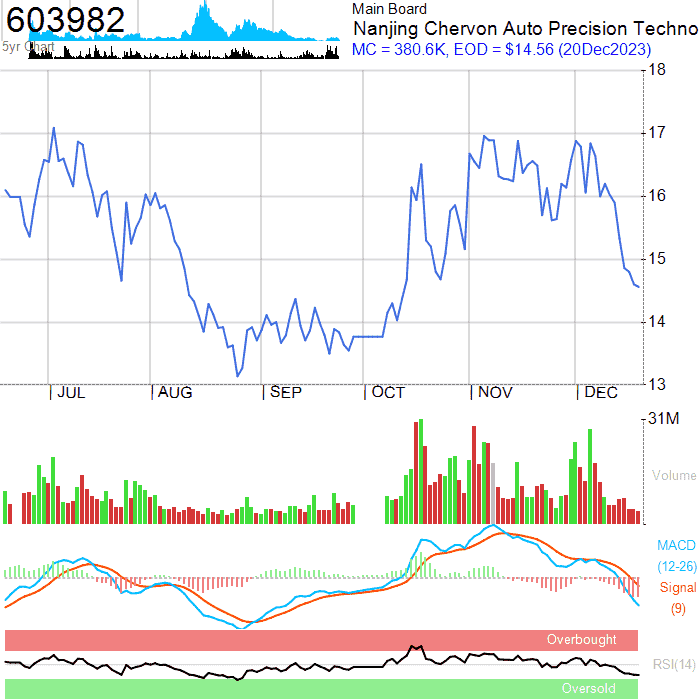 603982
5yr Chart
Main Board
Nanjing Chervon Auto Precision Techno
MC = 380.6K, EOD = $14.56 (20Dec2023)
18
17
16
15
14
13
JUL AUG SEP OCT NOV DEC
31M
Volume
MACD
(12-26)
Signal
(9)
Overbought
RSI(14)
Oversold